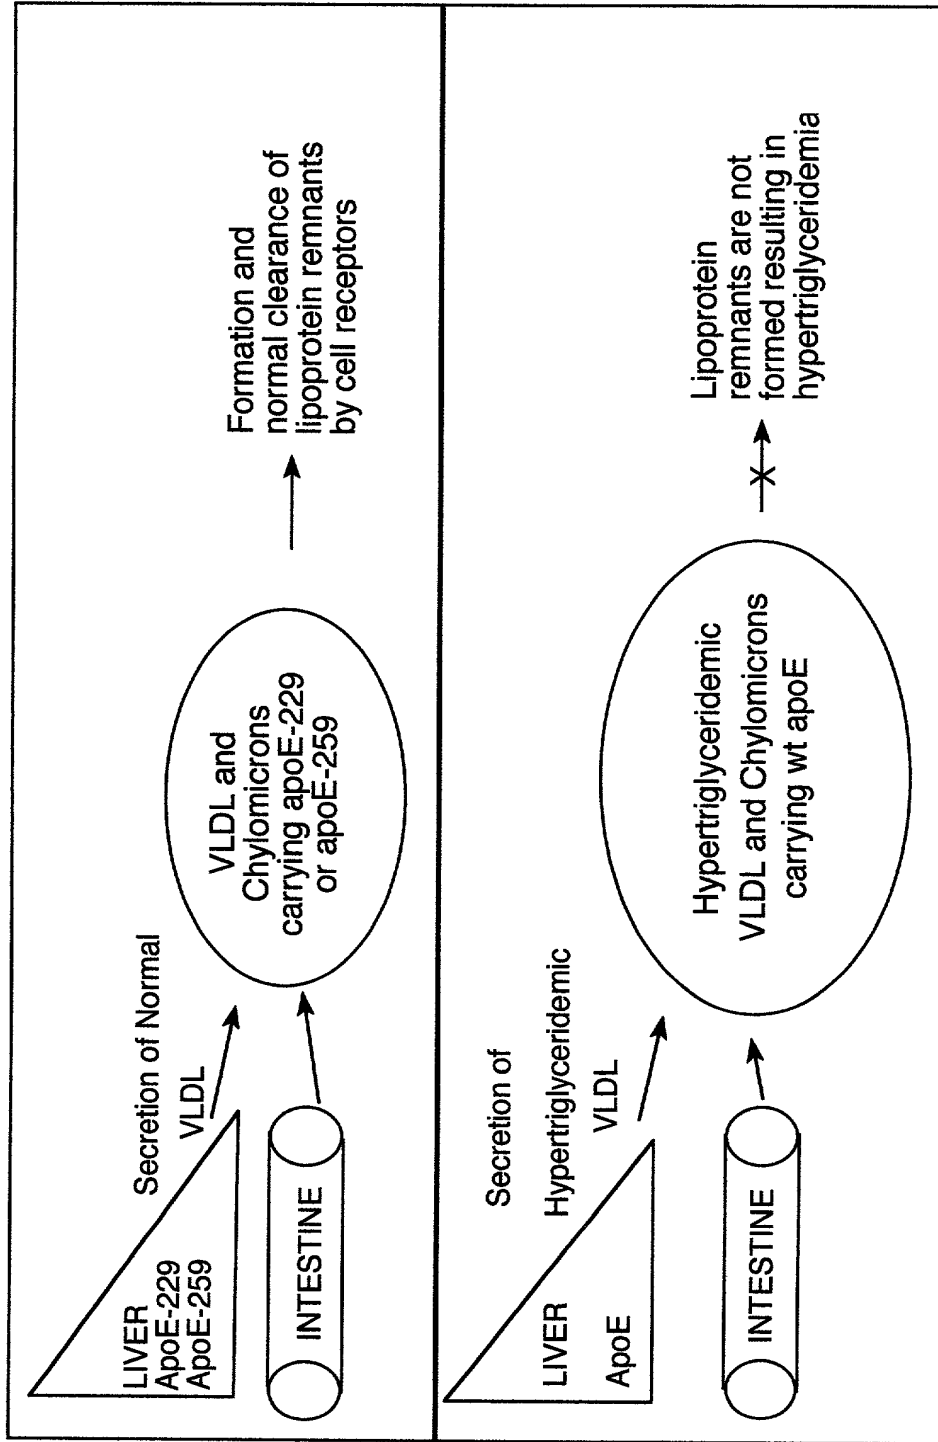 LIVER
ApoE-229
ApoE-259
INTESTINE
Secretion of Normal
VLDL
VLDL and
Chylomicrons
carrying apoE-229
or apoE-259
Formation and
normal clearance of
lipoprotein remnants
by cell receptors
LIVER
ApoE
INTESTINE
Secretion of
Hypertriglyceridemic
VLDL
Hypertriglyceridemic
VLDL and Chylomicrons
carrying wt apoE
X
Lipoprotein
remnants are not
formed resulting in
hypertriglyceridemia